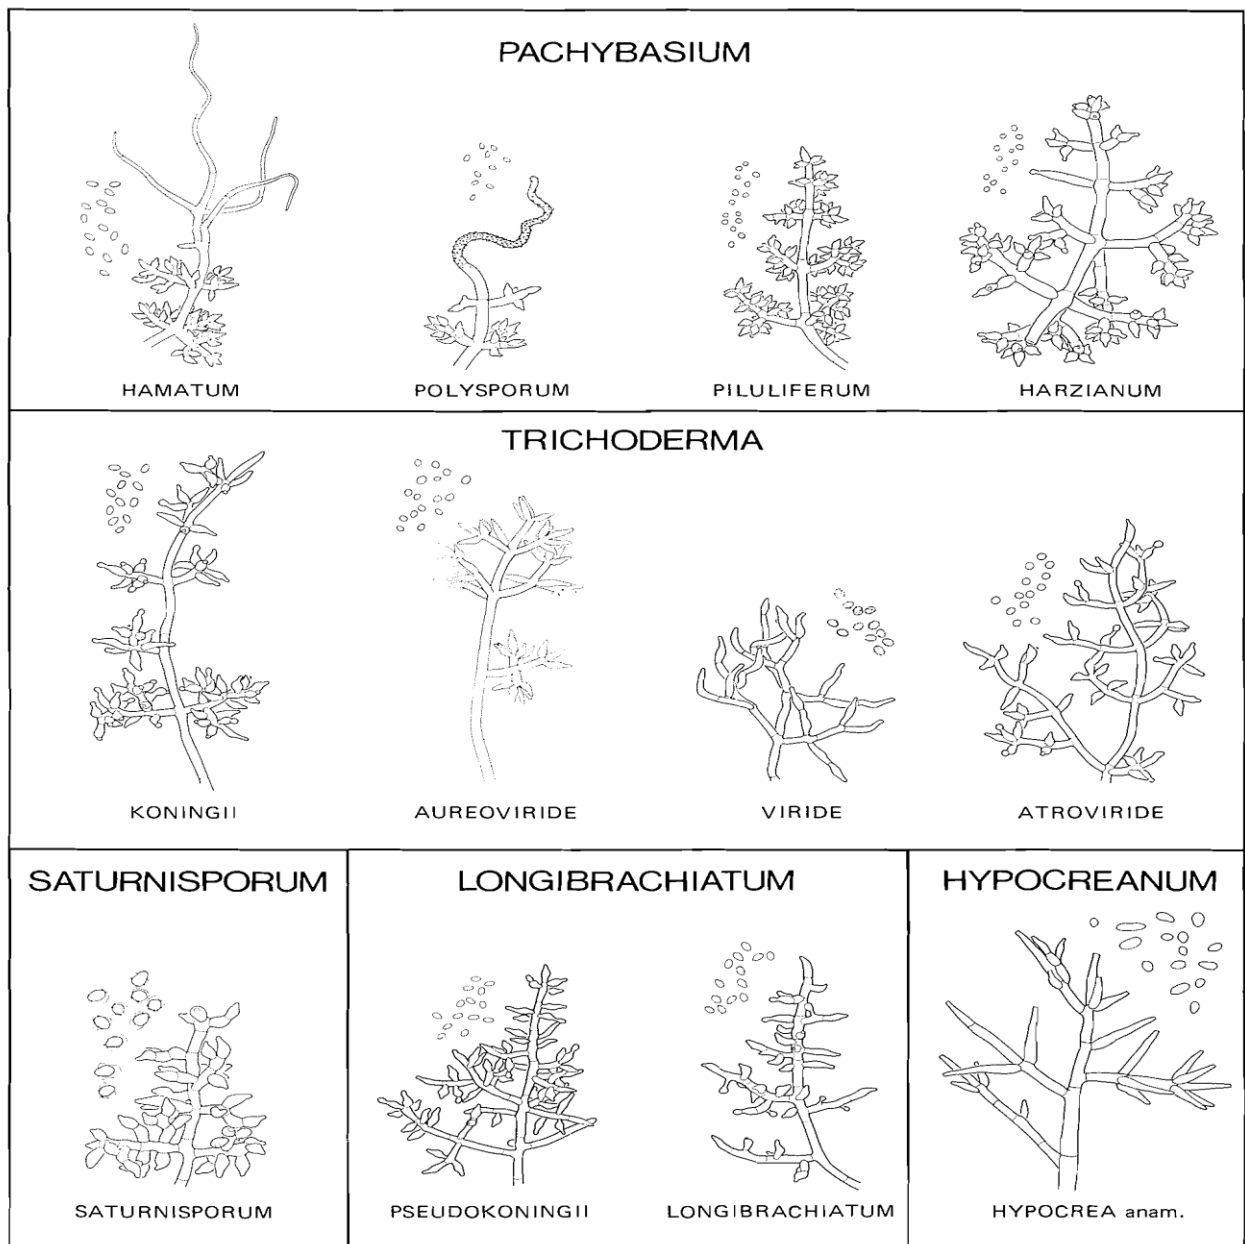 PACHYBASIUM
HAMATUM
POLYSPORUM
PILULIFERUM
HARZIANUM
TRICHODERMA
KONINGII
AUREOVIRIDE
VIRIDE
ATROVIRIDE
SATURNISPORUM
SATURNISPORUM
LONGIBRACHIATUM
PSEUDOKONINGII
LONGIBRACHIATUM
HYPOCREANUM
HYPOCREA anam.